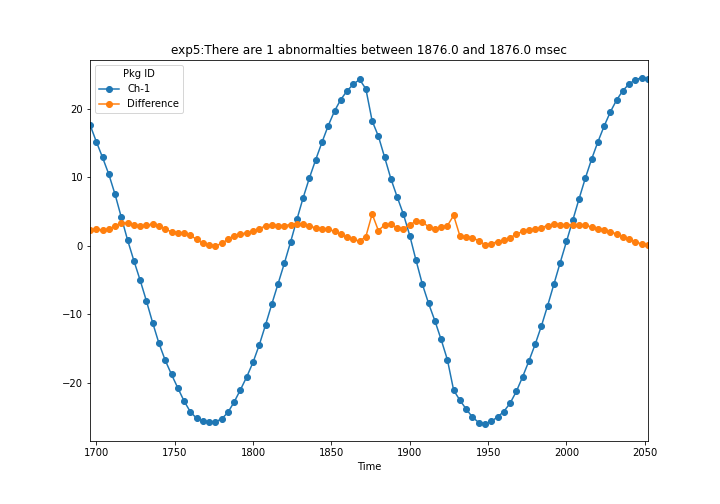 exp5:There are 1 abnormalties between 1876.0 and 1876.0 msec
Pkg ID
Ch-1
Difference
20
10
0
−10
−20
1700 1750 1800 1850 1900 1950 2000 2050
Time